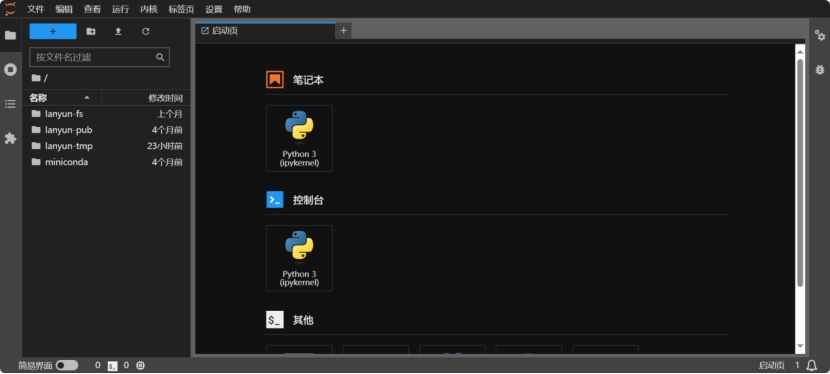 文件 编辑 查看 运行 内核 标签页 设置 帮助
+
启动页 +
按文件名过滤
/
名称 修改时间
lanyun-fs 上个月
lanyun-pub 4个月前
lanyun-tmp 23小时前
miniconda 4个月前
笔记本
Python 3
(ipykernel)
控制台
Python 3
(ipykernel)
$_ 其他
简易界面 0 $_ 0 启动页 1